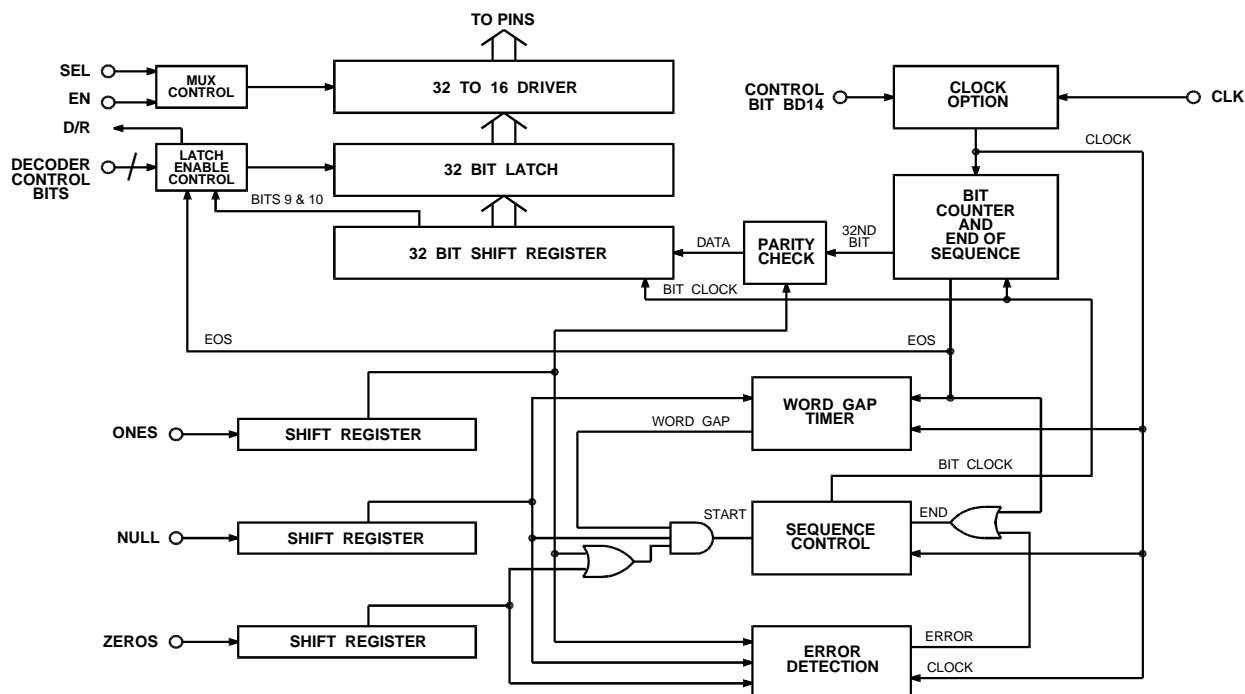 TO PINS
SEL
MUX
CONTROL
32 TO 16 DRIVER
EN
CONTROL
BIT BD14
CLOCK
OPTION
CLK
D/R
DECODER
CONTROL
BITS
LATCH
ENABLE
CONTROL
32 BIT LATCH
CLOCK
BITS 9 & 10
BIT
COUNTER
AND
END OF
SEQUENCE
32 BIT SHIFT REGISTER
DATA
PARITY
CHECK
32ND
BIT
BIT CLOCK
EOS
EOS
ONES
SHIFT REGISTER
WORD GAP
WORD GAP
TIMER
BIT CLOCK
NULL
SHIFT REGISTER
START
SEQUENCE
CONTROL
END
ZEROS
SHIFT REGISTER
ERROR
DETECTION
ERROR
CLOCK